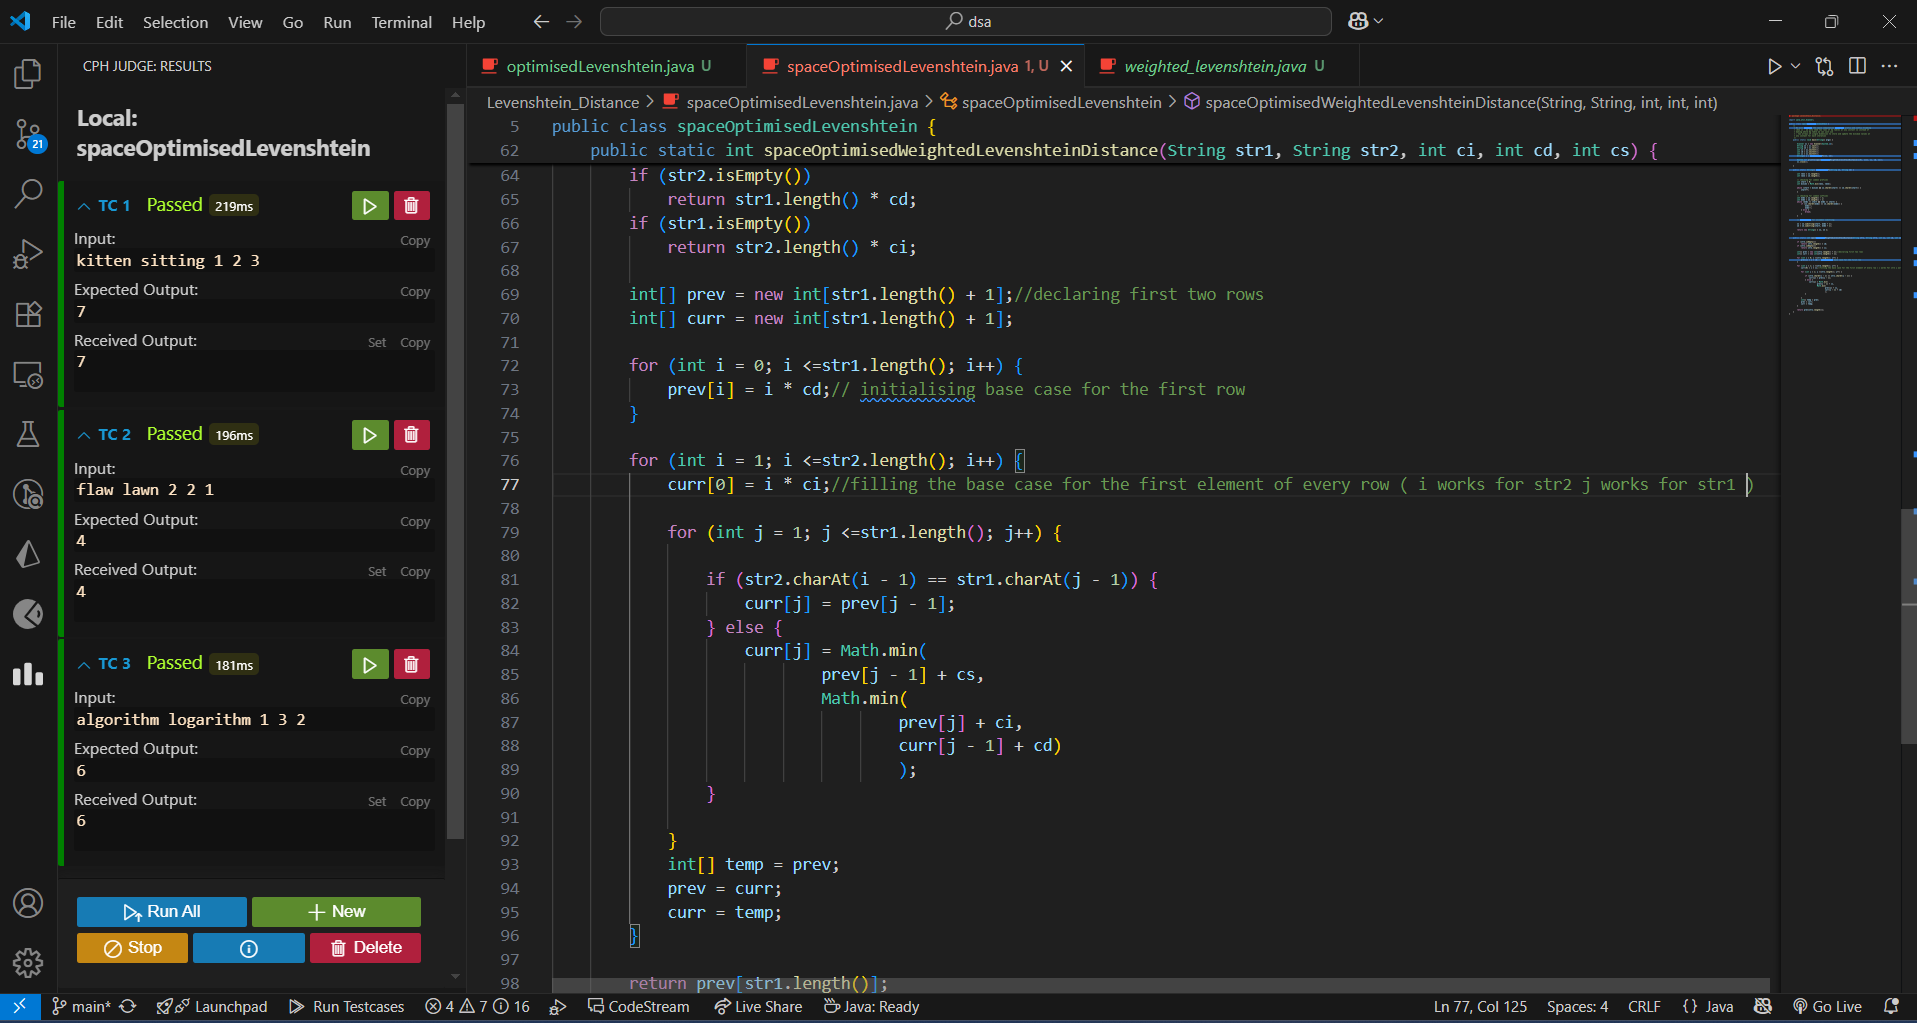 File Edit Selection View Go Run Terminal Help
dsa
CPH JUDGE: RESULTS
21
Local:
spaceOptimisedLevenshtein
TC 1 Passed 219ms
Input:
Copy
kitten sitting 1 2 3
Expected Output:
Copy
7
Received Output:
Set Copy
7
TC 2 Passed 196ms
Input:
Copy
flaw lawn 2 2 1
Expected Output:
Copy
4
Received Output:
Set Copy
4
TC 3 Passed 181ms
Input:
Copy
algorithm logarithm 1 3 2
Expected Output:
Copy
6
Received Output:
Set Copy
6
Run All
New
Stop
Delete
optimisedLevenshtein.java U
spaceOptimisedLevenshtein.java 1, U
weighted_levenshtein.java U
Levenshtein_Distance > spaceOptimisedLevenshtein.java > spaceOptimisedLevenshtein > spaceOptimisedWeightedLevenshteinDistance(String, String, int, int, int)
5 public class spaceOptimisedLevenshtein {
62 public static int spaceOptimisedWeightedLevenshteinDistance(String str1, String str2, int ci, int cd, int cs) {
64 if (str2.isEmpty())
65 return str1.length() * cd;
66 if (str1.isEmpty())
67 return str2.length() * ci;
68
69 int[] prev = new int[str1.length() + 1];//declaring first two rows
70 int[] curr = new int[str1.length() + 1];
71
72 for (int i = 0; i <=str1.length(); i++) {
73 prev[i] = i * cd;// initialising base case for the first row
74 }
75
76 for (int i = 1; i <=str2.length(); i++) {
77 curr[0] = i * ci;//filling the base case for the first element of every row ( i works for str2 j works for str1 )
78
79 for (int j = 1; j <=str1.length(); j++) {
80
81 if (str2.charAt(i - 1) == str1.charAt(j - 1)) {
82 curr[j] = prev[j - 1];
83 } else {
84 curr[j] = Math.min(
85 prev[j - 1] + cs,
86 Math.min(
87 prev[j] + ci,
88 curr[j - 1] + cd)
89 );
90 }
91
92 }
93 int[] temp = prev;
94 prev = curr;
95 curr = temp;
96 }
97
98 return prev[str1.length()];
main* Launchpad Run Testcases 4 7 16 CodeStream Live Share Java: Ready Ln 77, Col 125 Spaces: 4 CRLF {} Java Go Live